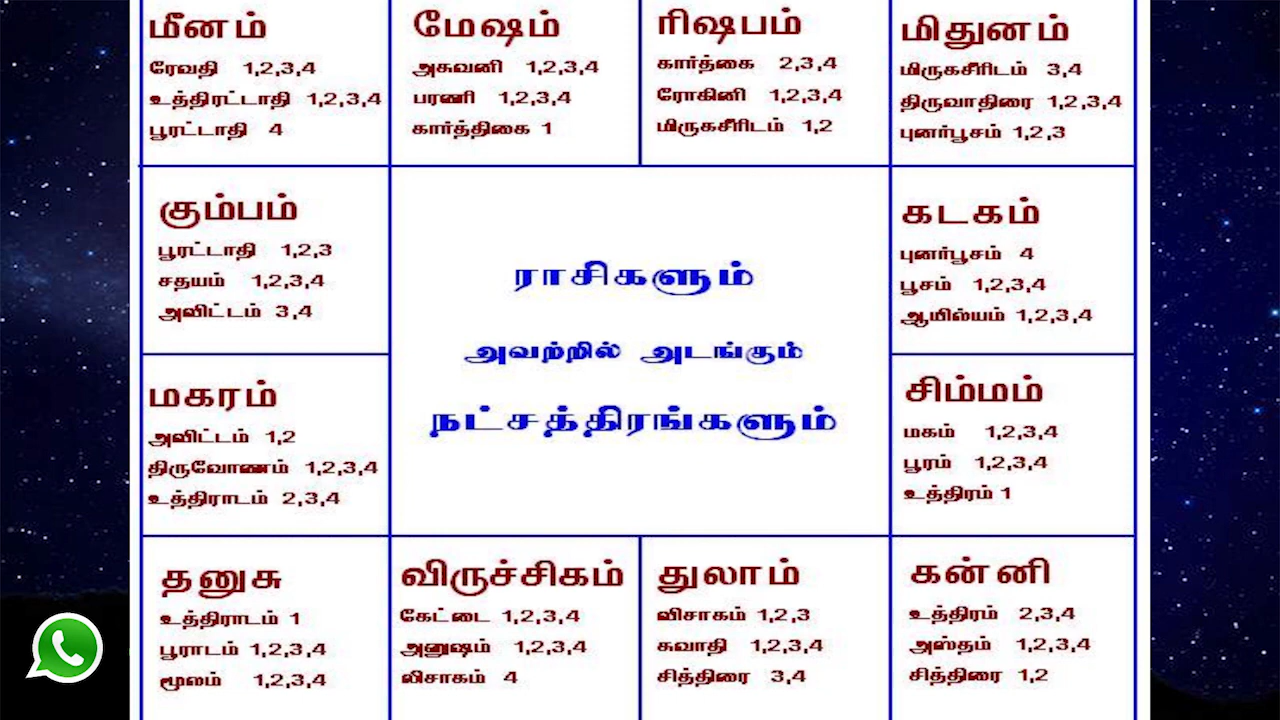 மீனம்
ரேவதி 1,2,3,4
உத்திரட்டாதி 1,2,3,4
பூரட்டாதி 4
மேஷம்
அசுவனி 1,2,3,4
பரணி 1,2,3,4
கார்த்திகை 1
ரிஷபம்
கார்த்கை 2,3,4
ரோகினி 1,2,3,4
மிருகசீரிடம் 1,2
மிதுனம்
மிருகசீரிடம் 3,4
திருவாதிரை 1,2,3,4
புனர்பூசம் 1,2,3
கும்பம்
பூரட்டாதி 1,2,3
சதயம் 1,2,3,4
அவிட்டம் 3,4
ராசிகளும்
அவற்றில் அடங்கும்
நட்சத்திரங்களும்
கடகம்
புனர்பூசம் 4
பூசம் 1,2,3,4
ஆயில்யம் 1,2,3,4
மகரம்
அவிட்டம் 1,2
திருவோணம் 1,2,3,4
உத்திராடம் 2,3,4
சிம்மம்
மகம் 1,2,3,4
பூரம் 1,2,3,4
உத்திரம் 1
தனுசு
உத்திராடம் 1
பூராடம் 1,2,3,4
மூலம் 1,2,3,4
விருச்சிகம்
கேட்டை 1,2,3,4
அனுஷம் 1,2,3,4
விசாகம் 4
துலாம்
விசாகம் 1,2,3
சுவாதி 1,2,3,4
சித்திரை 3,4
கன்னி
உத்திரம் 2,3,4
அஸ்தம் 1,2,3,4
சித்திரை 1,2